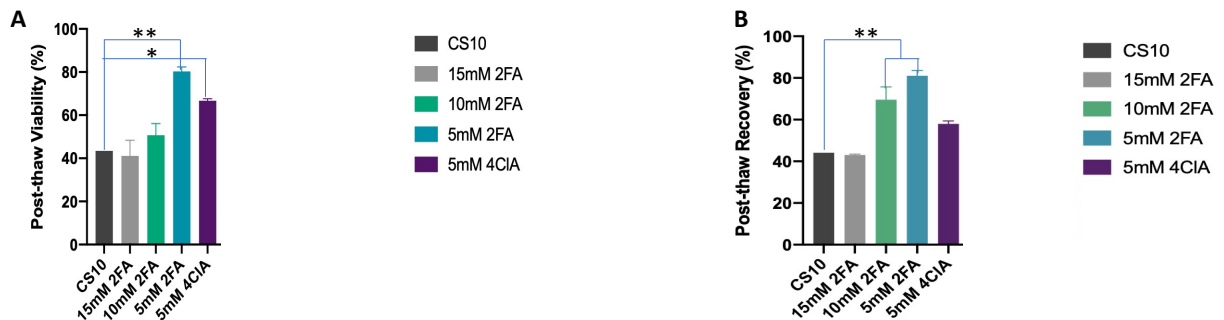 A
Post-thaw Viability (%)
100
80
60
40
20
0
**
*
CS10
15mM 2FA
10mM 2FA
5mM 2FA
5mM 4ClA
CS10
15mM 2FA
10mM 2FA
5mM 2FA
5mM 4ClA
B
Post-thaw Recovery (%)
100
80
60
40
20
0
**
CS10
15mM 2FA
10mM 2FA
5mM 2FA
5mM 4ClA
CS10
15mM 2FA
10mM 2FA
5mM 2FA
5mM 4ClA